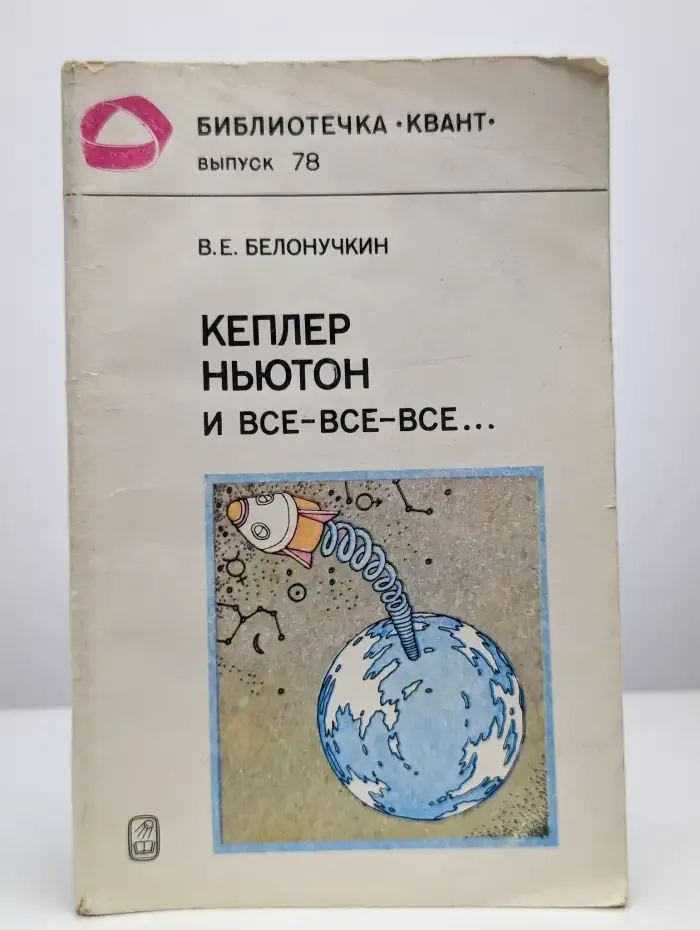 БИБЛИОТЕЧКА •КВАНТ•
ВЫПУСК 78
В. Е. БЕЛОНУЧКИН
КЕПЛЕР
НЬЮТОН
И ВСЕ–ВСЕ–ВСЕ...